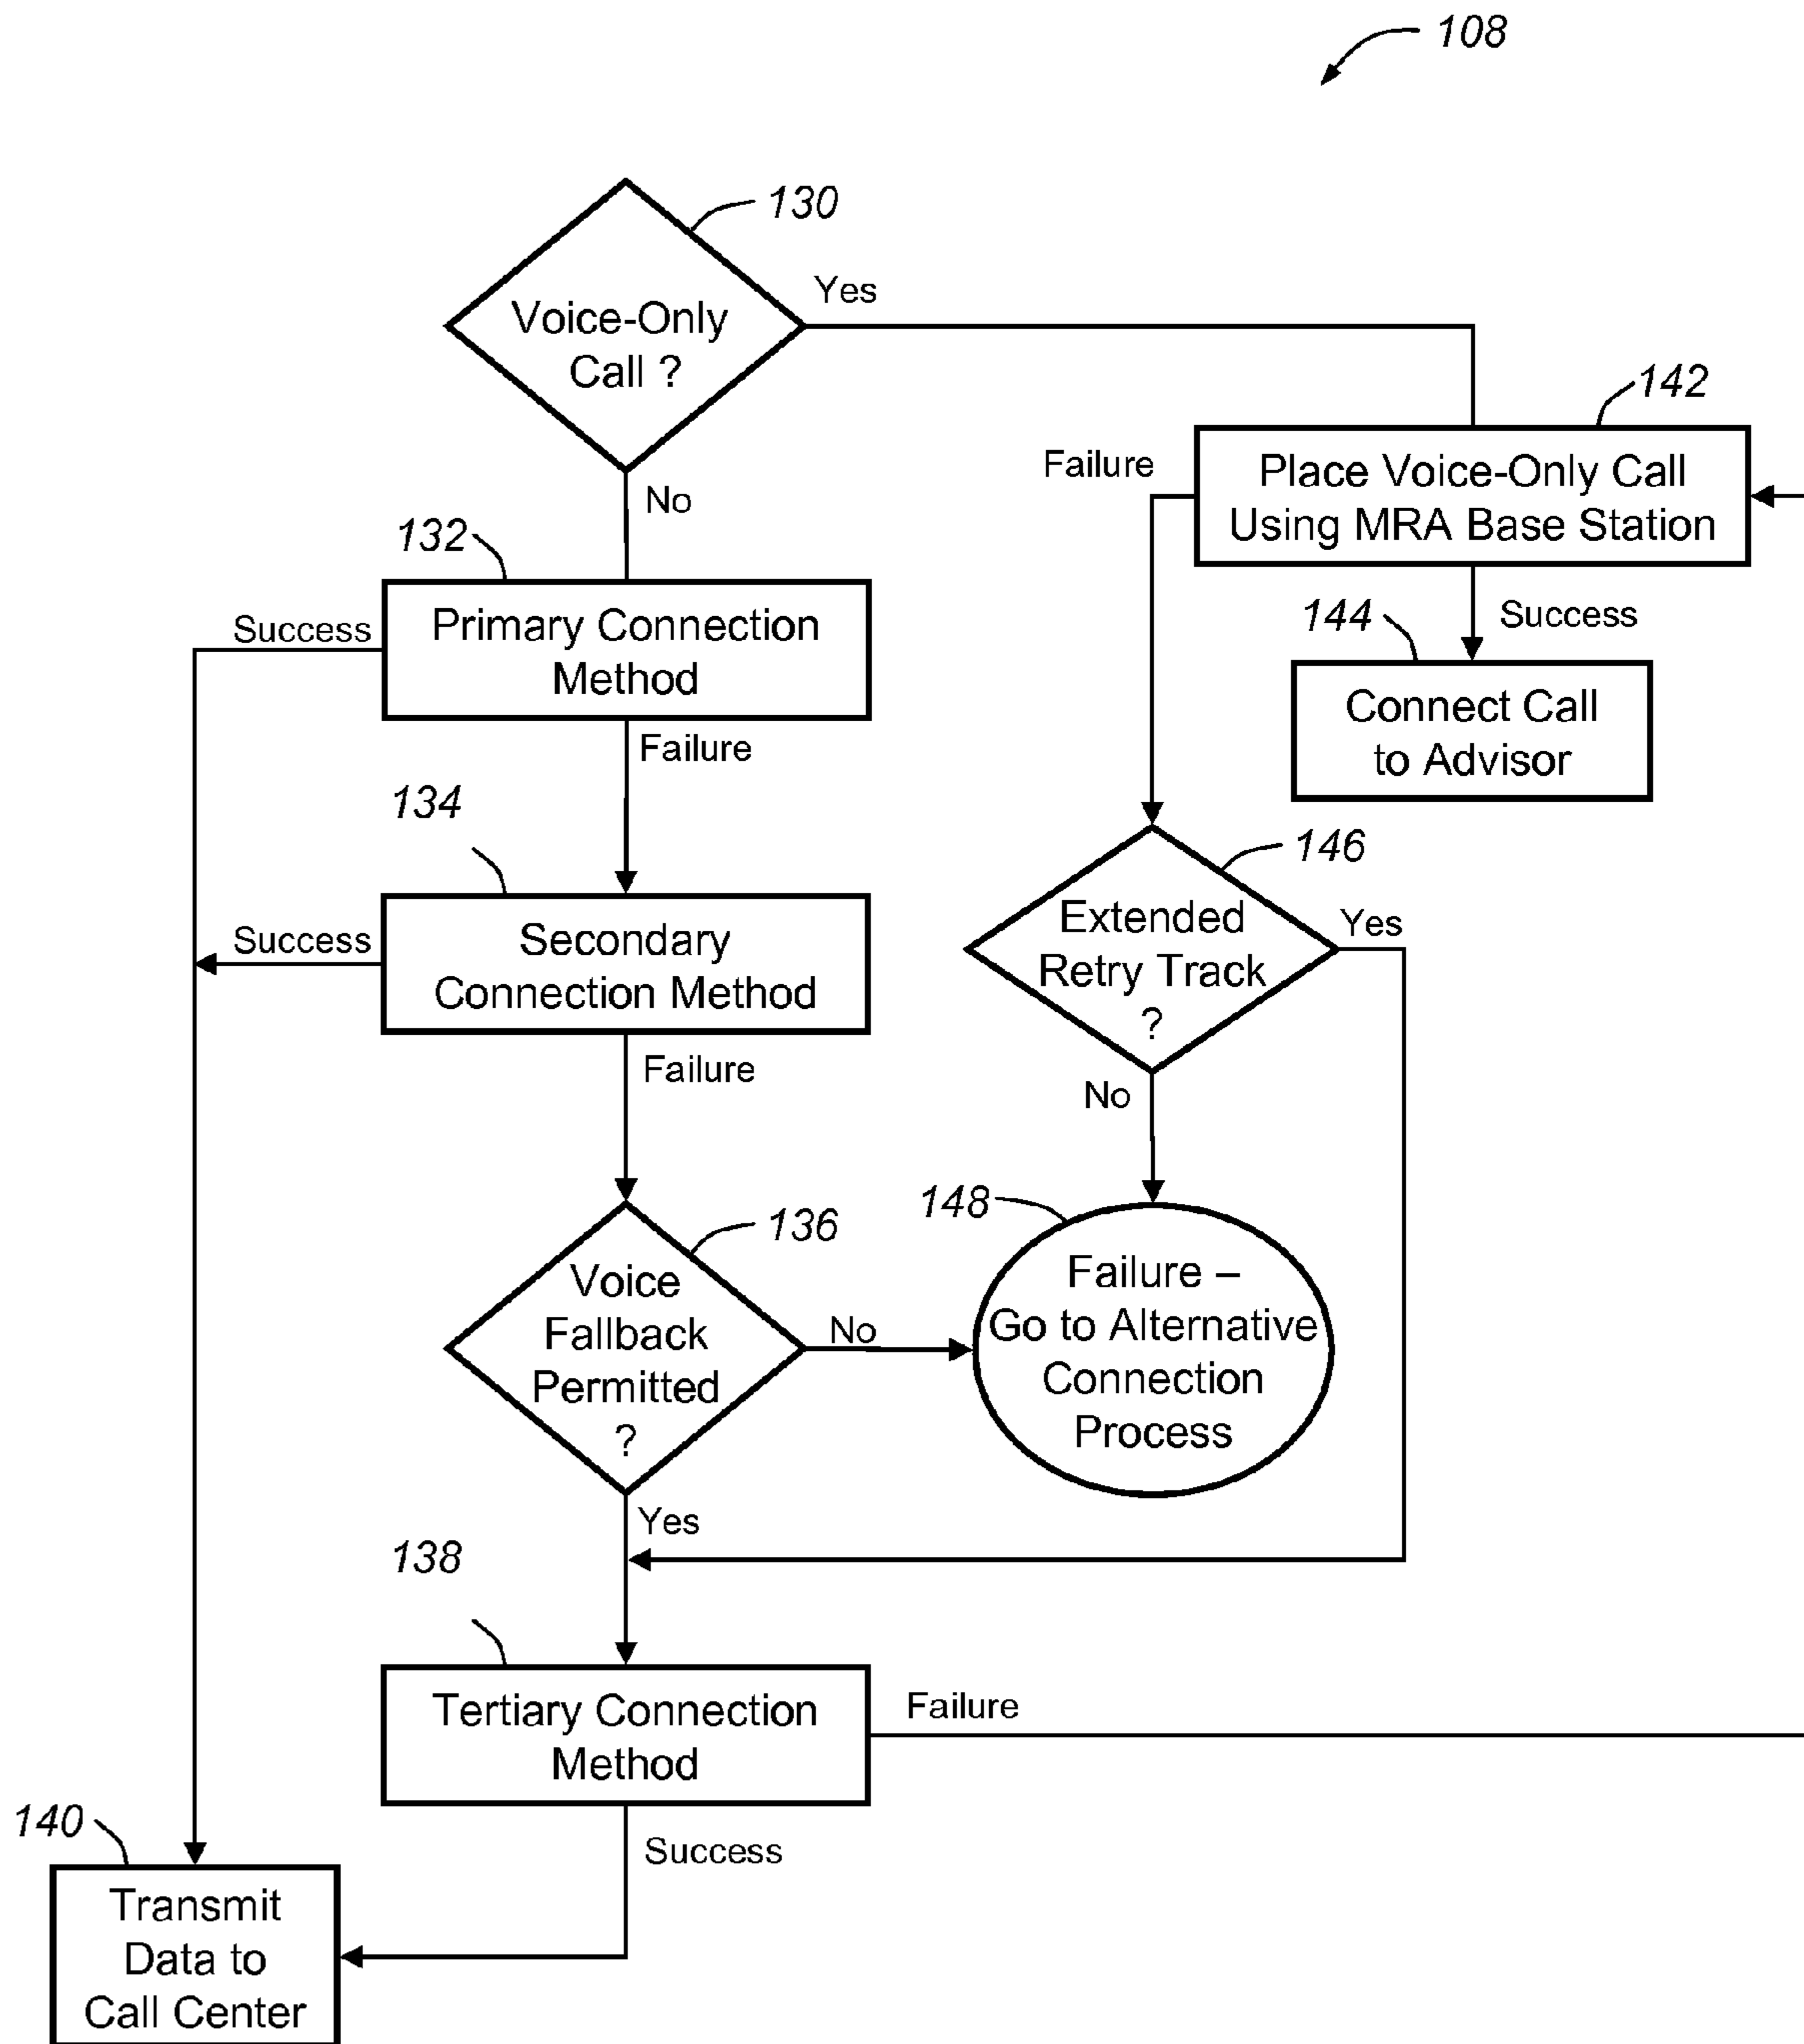 108
130
Voice-Only
Call ?
Yes
No
142
Place Voice-Only Call
Using MRA Base Station
Failure
Success
132
Primary Connection
Method
Success
Failure
144
Connect Call
to Advisor
134
Secondary
Connection Method
Success
Failure
146
Extended
Retry Track
?
Yes
No
136
Voice
Fallback
Permitted
?
No
Yes
148
Failure –
Go to Alternative
Connection
Process
138
Tertiary Connection
Method
Failure
Success
140
Transmit
Data to
Call Center